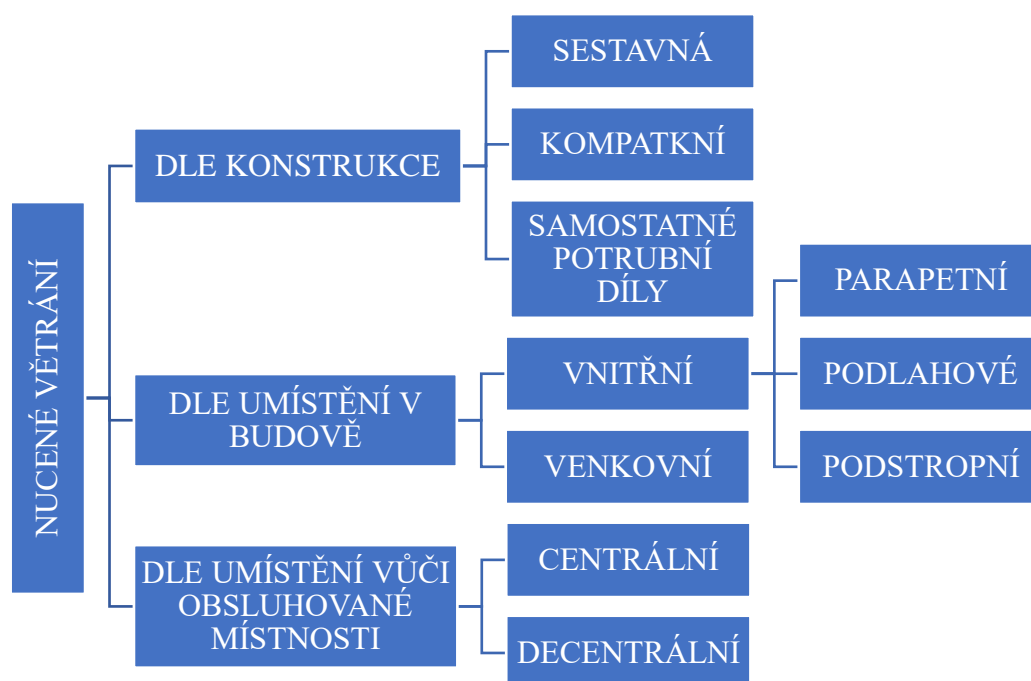 NUCENÉ VĚTRÁNÍ
DLE KONSTRUKCE
SESTAVNÁ
KOMPATKNÍ
SAMOSTATNÉ
POTRUBNÍ
DÍLY
DLE UMÍSTĚNÍ V
BUDOVĚ
VNITŘNÍ
PARAPETNÍ
PODLAHOVÉ
PODSTROPNÍ
VENKOVNÍ
DLE UMÍSTĚNÍ VŮČI
OBSLUHOVANÉ
MÍSTNOSTI
CENTRÁLNÍ
DECENTRÁLNÍ